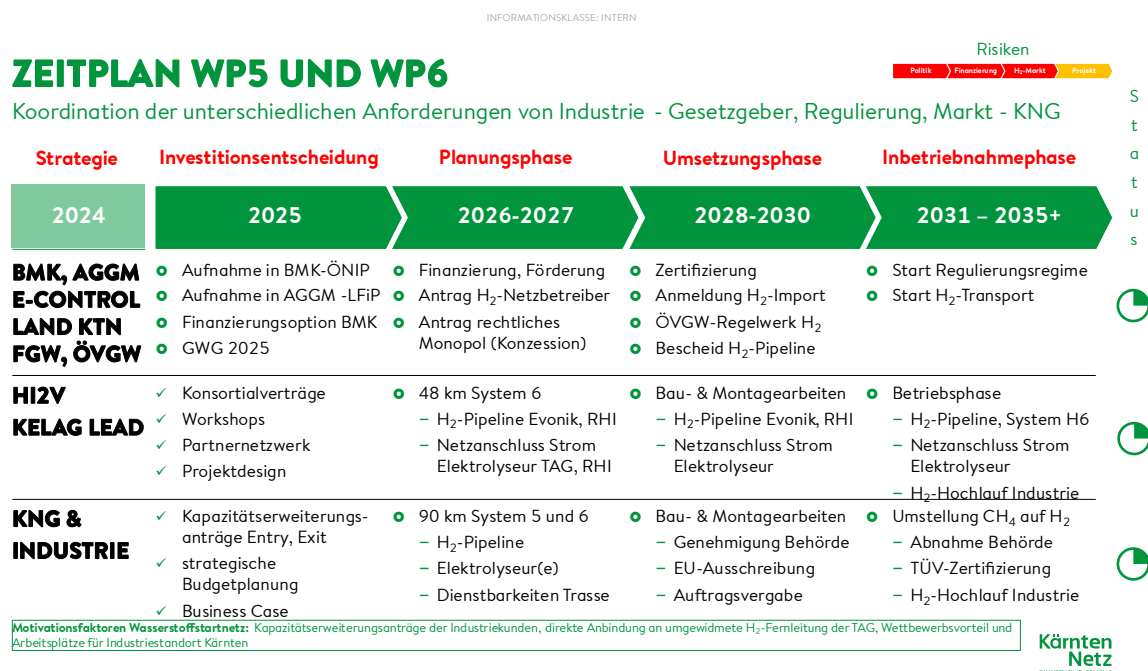 INFORMATIONSKLASSE: INTERN
Risiken
Politik Finanzierung H₂-Markt Projekt
ZEITPLAN WP5 UND WP6
Status
Koordination der unterschiedlichen Anforderungen von Industrie - Gesetzgeber, Regulierung, Markt - KNG
Strategie Investitionsentscheidung Planungsphase Umsetzungsphase Inbetriebnahmephase
2024 2025 2026-2027 2028-2030 2031 – 2035+
BMK, AGGM
E-CONTROL
LAND KTN
FGW, ÖVGW
Aufnahme in BMK-ÖNIP
Aufnahme in AGGM -LFiP
Finanzierungsoption BMK
GWG 2025
Finanzierung, Förderung
Antrag H₂-Netzbetreiber
Antrag rechtliches
Monopol (Konzession)
Zertifizierung
Anmeldung H₂-Import
ÖVGW-Regelwerk H₂
Bescheid H₂-Pipeline
Start Regulierungsregime
Start H₂-Transport
HI2V
KELAG LEAD
✓ Konsortialverträge
✓ Workshops
✓ Partnernetzwerk
✓ Projektdesign
48 km System 6
– H₂-Pipeline Evonik, RHI
– Netzanschluss Strom
Elektrolyseur TAG, RHI
Bau- & Montagearbeiten
– H₂-Pipeline Evonik, RHI
– Netzanschluss Strom
Elektrolyseur
Betriebsphase
– H₂-Pipeline, System H6
– Netzanschluss Strom
Elektrolyseur
– H₂-Hochlauf Industrie
KNG &
INDUSTRIE
✓ Kapazitätserweiterungs-
anträge Entry, Exit
✓ strategische
Budgetplanung
✓ Business Case
90 km System 5 und 6
– H₂-Pipeline
– Elektrolyseur(e)
– Dienstbarkeiten Trasse
Bau- & Montagearbeiten
– Genehmigung Behörde
– EU-Ausschreibung
– Auftragsvergabe
Umstellung CH₄ auf H₂
– Abnahme Behörde
– TÜV-Zertifizierung
– H₂-Hochlauf Industrie
Motivationsfaktoren Wasserstoffstartnetz: Kapazitätserweiterungsanträge der Industriekunden, direkte Anbindung an umgewidmete H₂-Fernleitung der TAG, Wettbewerbsvorteil und
Arbeitsplätze für Industriestandort Kärnten
Kärnten
Netz